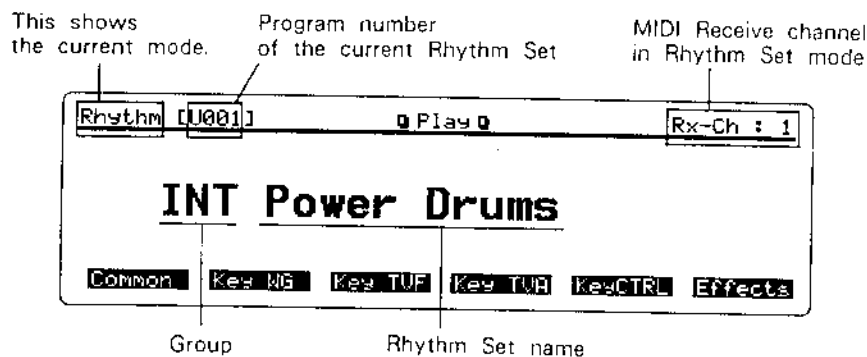 This shows
the current mode.
Program number
of the current Rhythm Set
MIDI Receive channel
in Rhythm Set mode
Rhythm [U001] Play Rx-Ch : 1
INT Power Drums
Common Key WG Key TVF Key TVA KeyCTRL Effects
Group Rhythm Set name